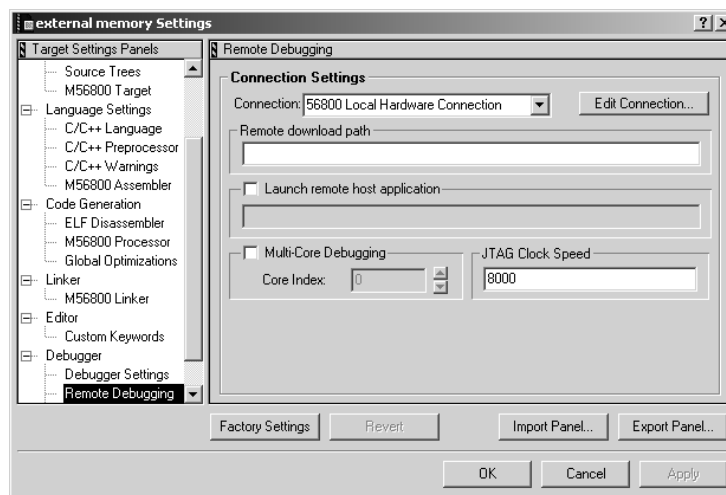 external memory Settings
Target Settings Panels
Source Trees
M56800 Target
Language Settings
C/C++ Language
C/C++ Preprocessor
C/C++ Warnings
M56800 Assembler
Code Generation
ELF Disassembler
M56800 Processor
Global Optimizations
Linker
M56800 Linker
Editor
Custom Keywords
Debugger
Debugger Settings
Remote Debugging
Remote Debugging
Connection Settings
Connection: 56800 Local Hardware Connection Edit Connection...
Remote download path
Launch remote host application
Multi-Core Debugging JTAG Clock Speed
Core Index: 0 8000
Factory Settings Revert Import Panel... Export Panel...
OK Cancel Apply